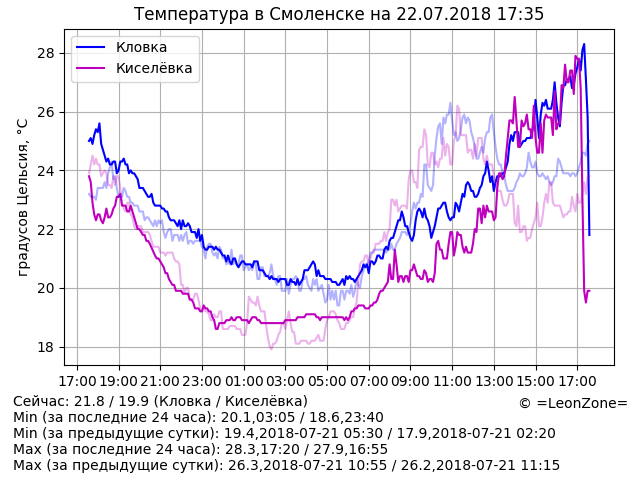 Температура в Смоленске на 22.07.2018 17:35
Кловка
Киселёвка
градусов Цельсия, °C
28
26
24
22
20
18
17:00 19:00 21:00 23:00 01:00 03:00 05:00 07:00 09:00 11:00 13:00 15:00 17:00
Сейчас: 21.8 / 19.9 (Кловка / Киселёвка)
© =LeonZone=
Min (за последние 24 часа): 20.1,03:05 / 18.6,23:40
Min (за предыдущие сутки): 19.4,2018-07-21 05:30 / 17.9,2018-07-21 02:20
Max (за последние 24 часа): 28.3,17:20 / 27.9,16:55
Max (за предыдущие сутки): 26.3,2018-07-21 10:55 / 26.2,2018-07-21 11:15